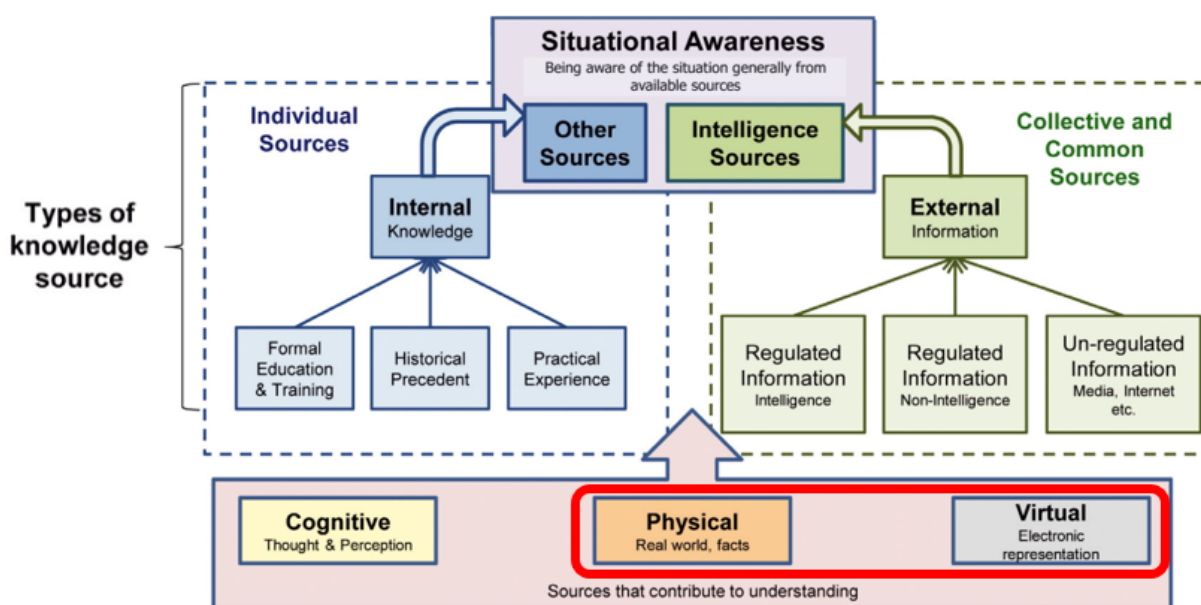 Situational Awareness
Being aware of the situation generally from
available sources
Individual
Sources
Other
Sources
Intelligence
Sources
Collective and
Common
Sources
Types of
knowledge
source
Internal
Knowledge
External
Information
Formal
Education
& Training
Historical
Precedent
Practical
Experience
Regulated
Information
Intelligence
Regulated
Information
Non-Intelligence
Un-regulated
Information
Media, Internet
etc.
Cognitive
Thought & Perception
Physical
Real world, facts
Virtual
Electronic
representation
Sources that contribute to understanding